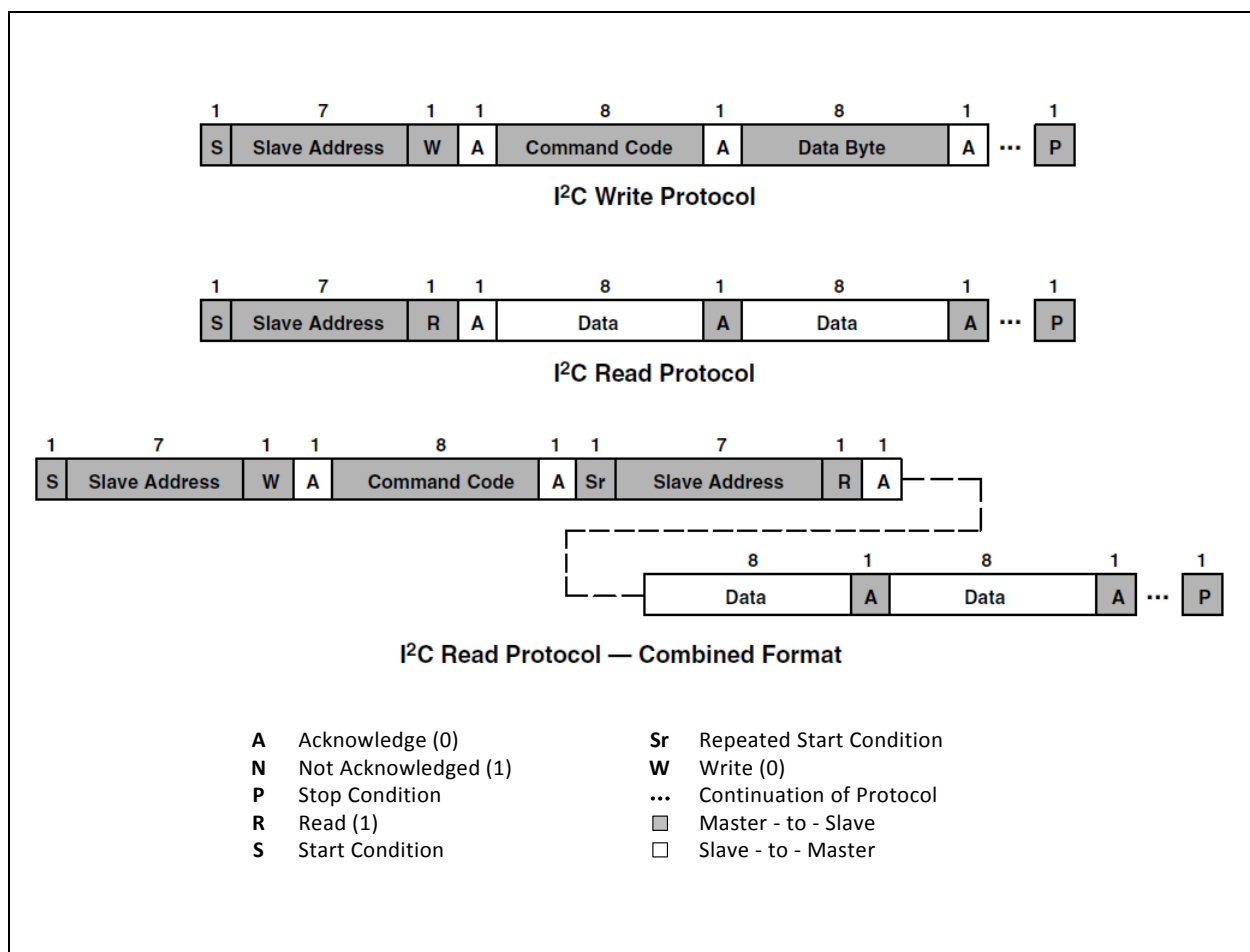 1 7 1 1 8 1 8 1 1
S Slave Address W A Command Code A Data Byte A ... P
I²C Write Protocol
1 7 1 1 8 1 8 1 1
S Slave Address R A Data A Data A ... P
I²C Read Protocol
1 7 1 1 8 1 1 7 1 1
S Slave Address W A Command Code A Sr Slave Address R A
8 1 8 1 1
Data A Data A ... P
I²C Read Protocol — Combined Format
A Acknowledge (0)
N Not Acknowledged (1)
P Stop Condition
R Read (1)
S Start Condition
Sr Repeated Start Condition
W Write (0)
... Continuation of Protocol
Master - to - Slave
Slave - to - Master